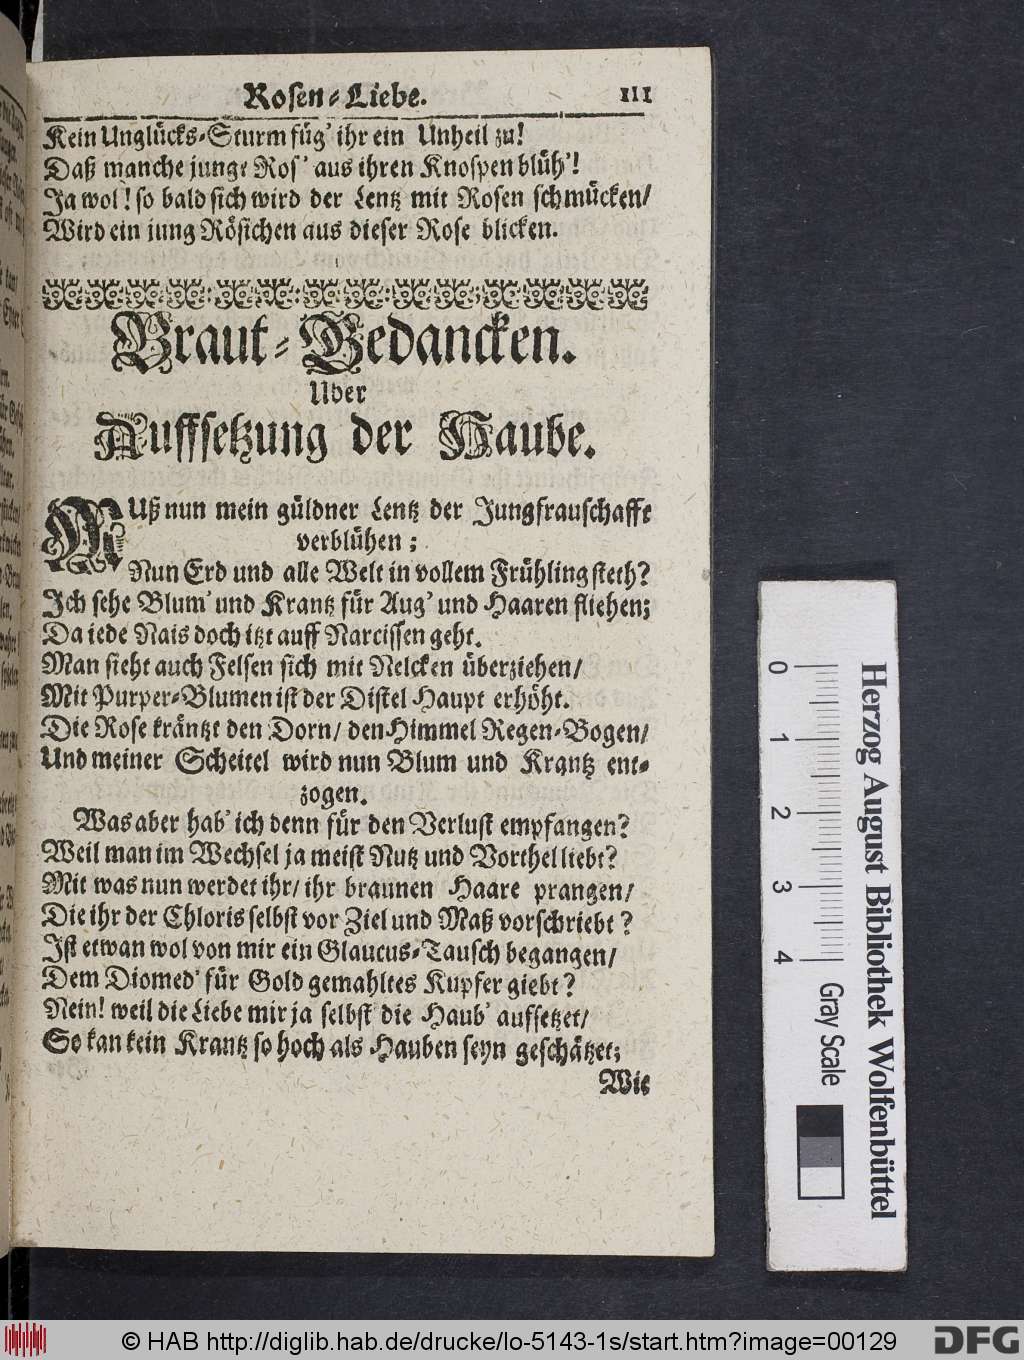 Rosen-Liebe. 111
Kein Unglücks-Sturm füg' ihr ein Unheil zu!
Daß manche junge Ros' aus ihren Knospen blüh'!
Ja wol! so bald sich wird der Lentz mit Rosen schmücken/
Wird ein jung Rösichen aus dieser Rose blicken.
Braut-Gedancken.
Uber
Auffsetzung der Haube.
MUß nun mein güldner Lentz der Jungfrauschafft
verblühen;
Nun Erd und alle Welt in vollem Frühling steth?
Ich sehe Blum' und Krantz für Aug' und Haaren fliehen;
Da iede Nais doch itzt auff Narcissen geht.
Man sieht auch Felsen sich mit Nelcken überziehen/
Mit Purper-Blumen ist der Distel Haupt erhöht.
Die Rose kräntzt den Dorn/ den Himmel Regen-Bogen/
Und meiner Scheitel wird nun Blum und Krantz ent-
zogen.
Was aber hab' ich denn für den Verlust empfangen?
Weil man im Wechsel ja meist Nutz und Vorthel liebt?
Mit was nun werdet ihr/ ihr braunen Haare prangen/
Die ihr der Chloris selbst vor Ziel und Maß vorschriebt?
Ist etwan wol von mir ein Glaucus-Tausch begangen/
Dem Diomed' für Gold gemahltes Kupfer giebt?
Nein! weil die Liebe mir ja selbst die Haub' auffsetzet/
So kan kein Krantz so hoch als Hauben seyn geschätzet;
Wie
0 1 2 3 4
Gray Scale
Herzog August Bibliothek Wolfenbüttel
© HAB http://diglib.hab.de/drucke/lo-5143-1s/start.htm?image=00129
DFG